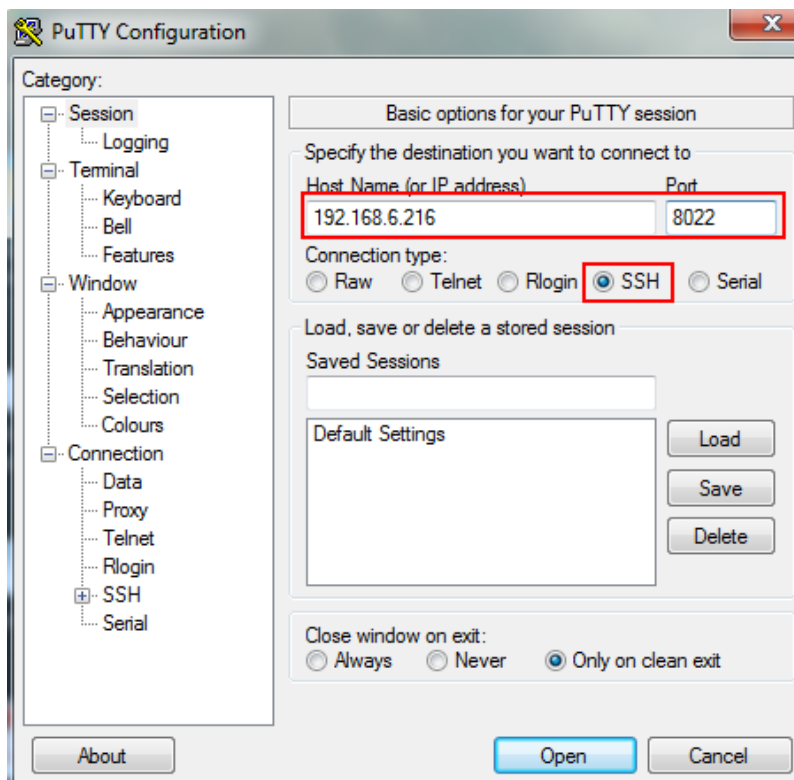 PuTTY Configuration
Category:
Session
Logging
Terminal
Keyboard
Bell
Features
Window
Appearance
Behaviour
Translation
Selection
Colours
Connection
Data
Proxy
Telnet
Rlogin
SSH
Serial
Basic options for your PuTTY session
Specify the destination you want to connect to
Host Name (or IP address) Port
192.168.6.216 8022
Connection type:
Raw Telnet Rlogin SSH Serial
Load, save or delete a stored session
Saved Sessions
Default Settings
Load
Save
Delete
Close window on exit:
Always Never Only on clean exit
About Open Cancel